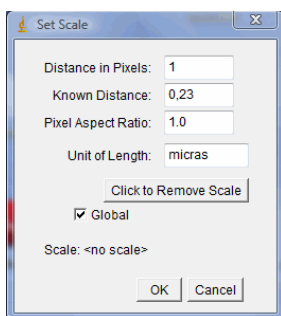 Set Scale
Distance in Pixels: 1
Known Distance: 0,23
Pixel Aspect Ratio: 1.0
Unit of Length: micras
Click to Remove Scale
Global
Scale: <no scale>
OK Cancel